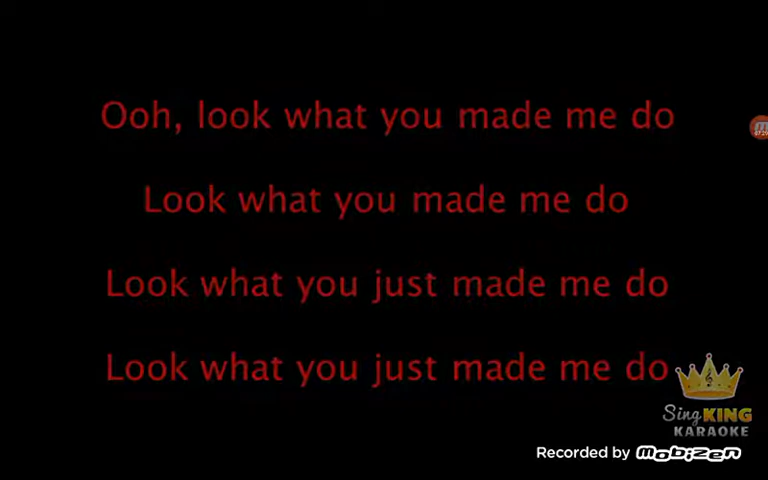 Ooh, look what you made me do
Look what you made me do
Look what you just made me do
Look what you just made me do
Sing KING
KARAOKE
Recorded by MOBIZEN